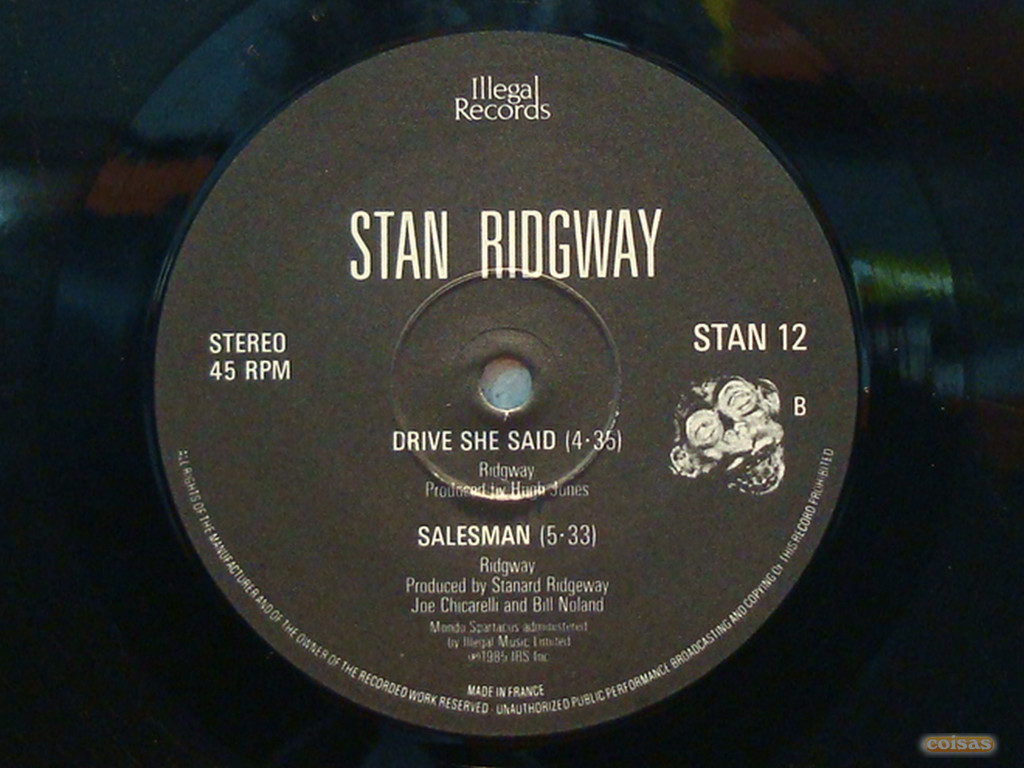 Illegal
Records
STAN RIDGWAY
STEREO
45 RPM
STAN 12
B
DRIVE SHE SAID (4·35)
Ridgway
Produced by Hugh Jones
SALESMAN (5·33)
Ridgway
Produced by Stanard Ridgeway
Joe Chicarelli and Bill Noland
Mondo Spartacus administered
by Illegal Music Limited
1985 IRS Inc
MADE IN FRANCE
ALL RIGHTS OF THE MANUFACTURER AND OF THE OWNER OF THE RECORDED WORK RESERVED · UNAUTHORIZED PUBLIC PERFORMANCE BROADCASTING AND COPYING OF THIS RECORD PROHIBITED
coisas